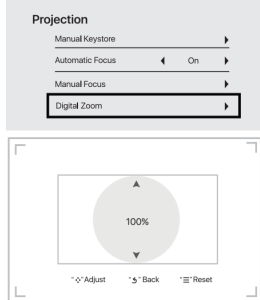 Projection
Manual Keystore
Automatic Focus On
Manual Focus
Digital Zoom
100%
"✥"Adjust "↶" Back "☰"Reset